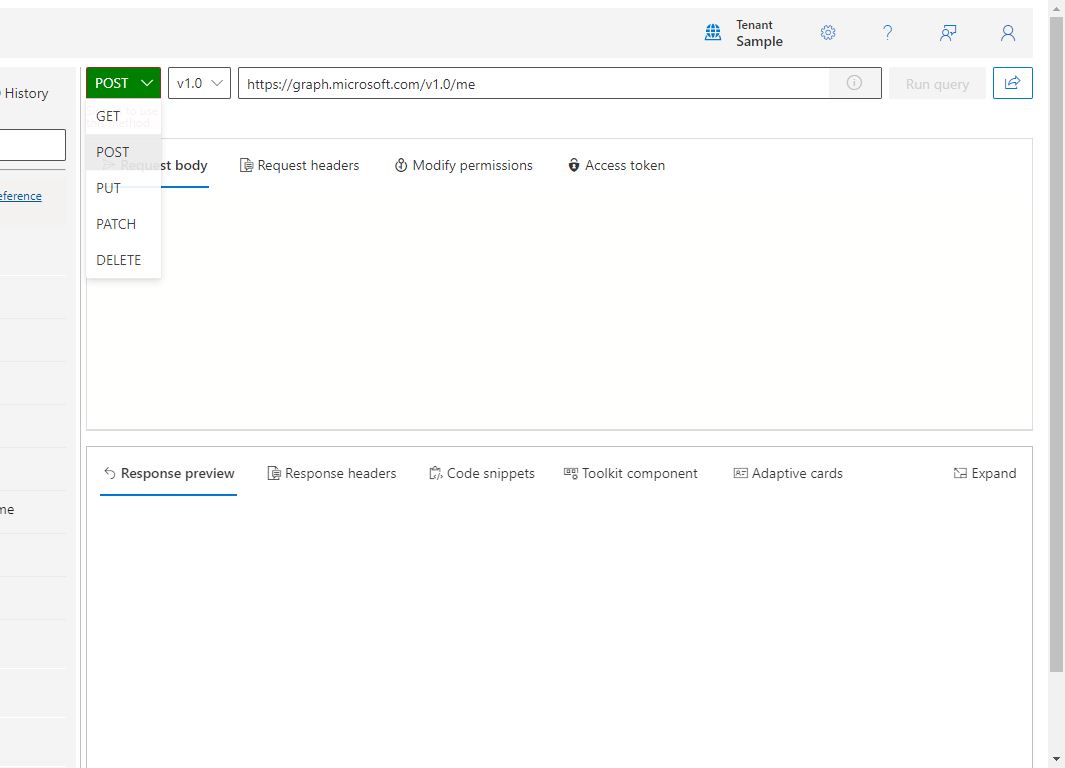 Tenant
Sample
History
POST
v1.0
https://graph.microsoft.com/v1.0/me
Run query
GET
POST
PUT
PATCH
DELETE
eference
me
Request body
Request headers
Modify permissions
Access token
Response preview
Response headers
Code snippets
Toolkit component
Adaptive cards
Expand